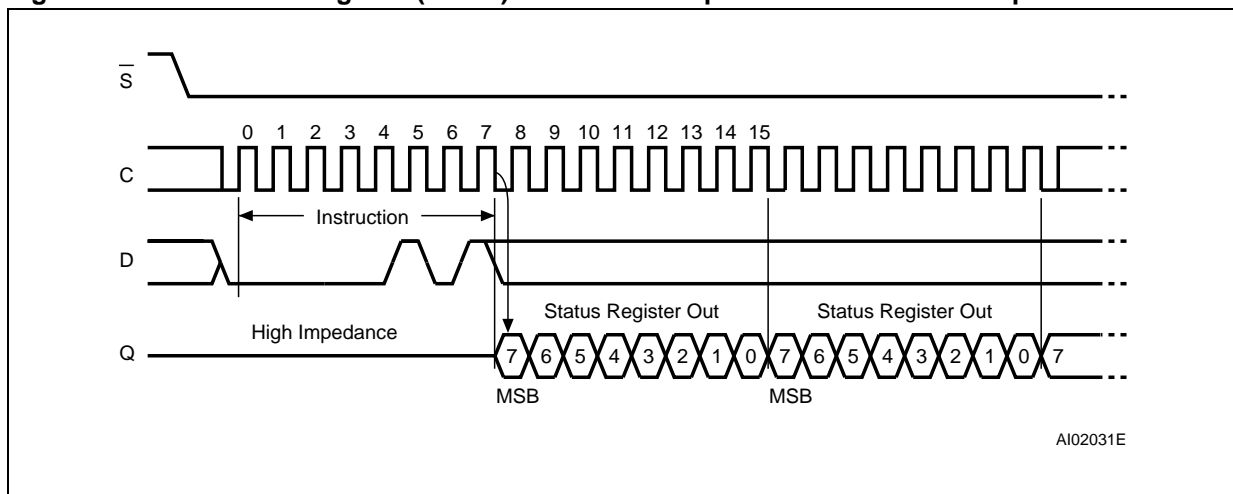 S
0 1 2 3 4 5 6 7 8 9 10 11 12 13 14 15
C
Instruction
D
Status Register Out Status Register Out
High Impedance
Q 7 6 5 4 3 2 1 0 7 6 5 4 3 2 1 0 7
MSB MSB
AI02031E